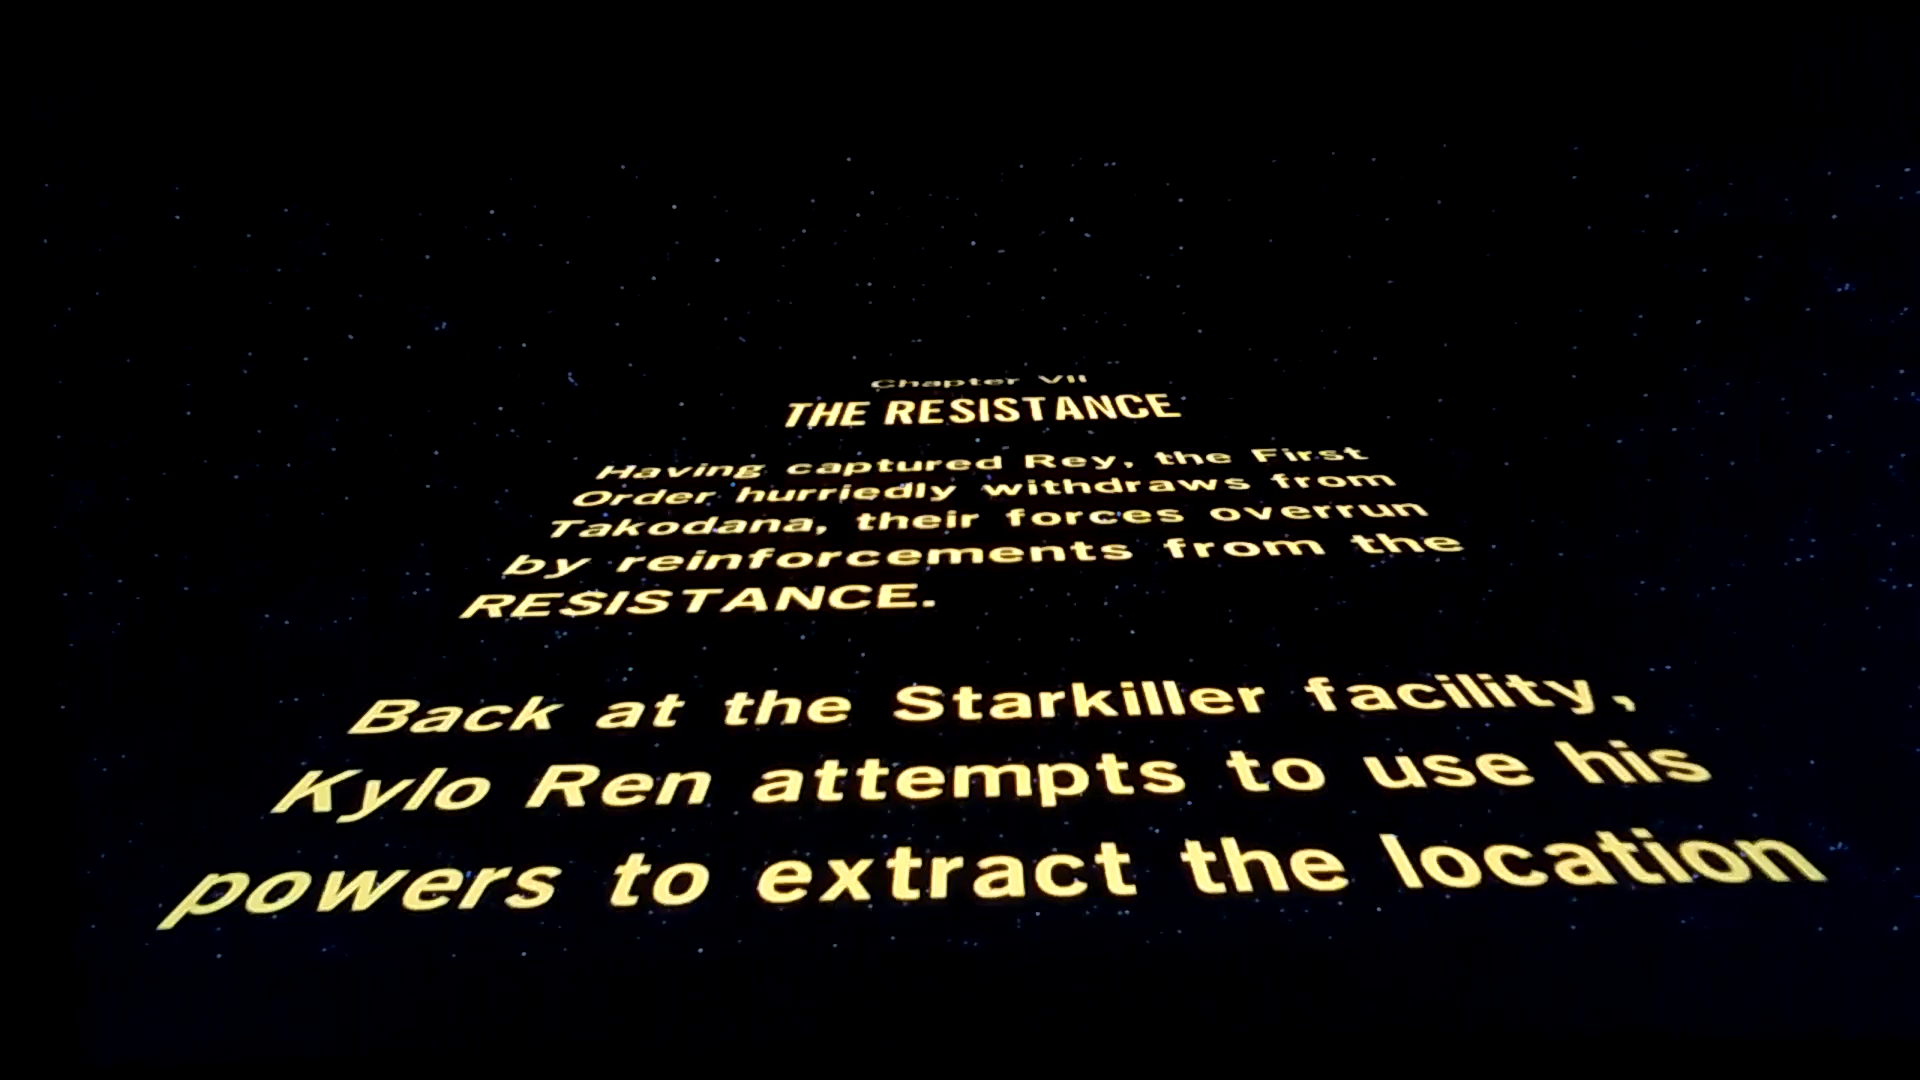 Chapter VII
THE RESISTANCE
Having captured Rey, the First
Order hurriedly withdraws from
Takodana, their forces overrun
by reinforcements from the
RESISTANCE.
Back at the Starkiller facility,
Kylo Ren attempts to use his
powers to extract the location